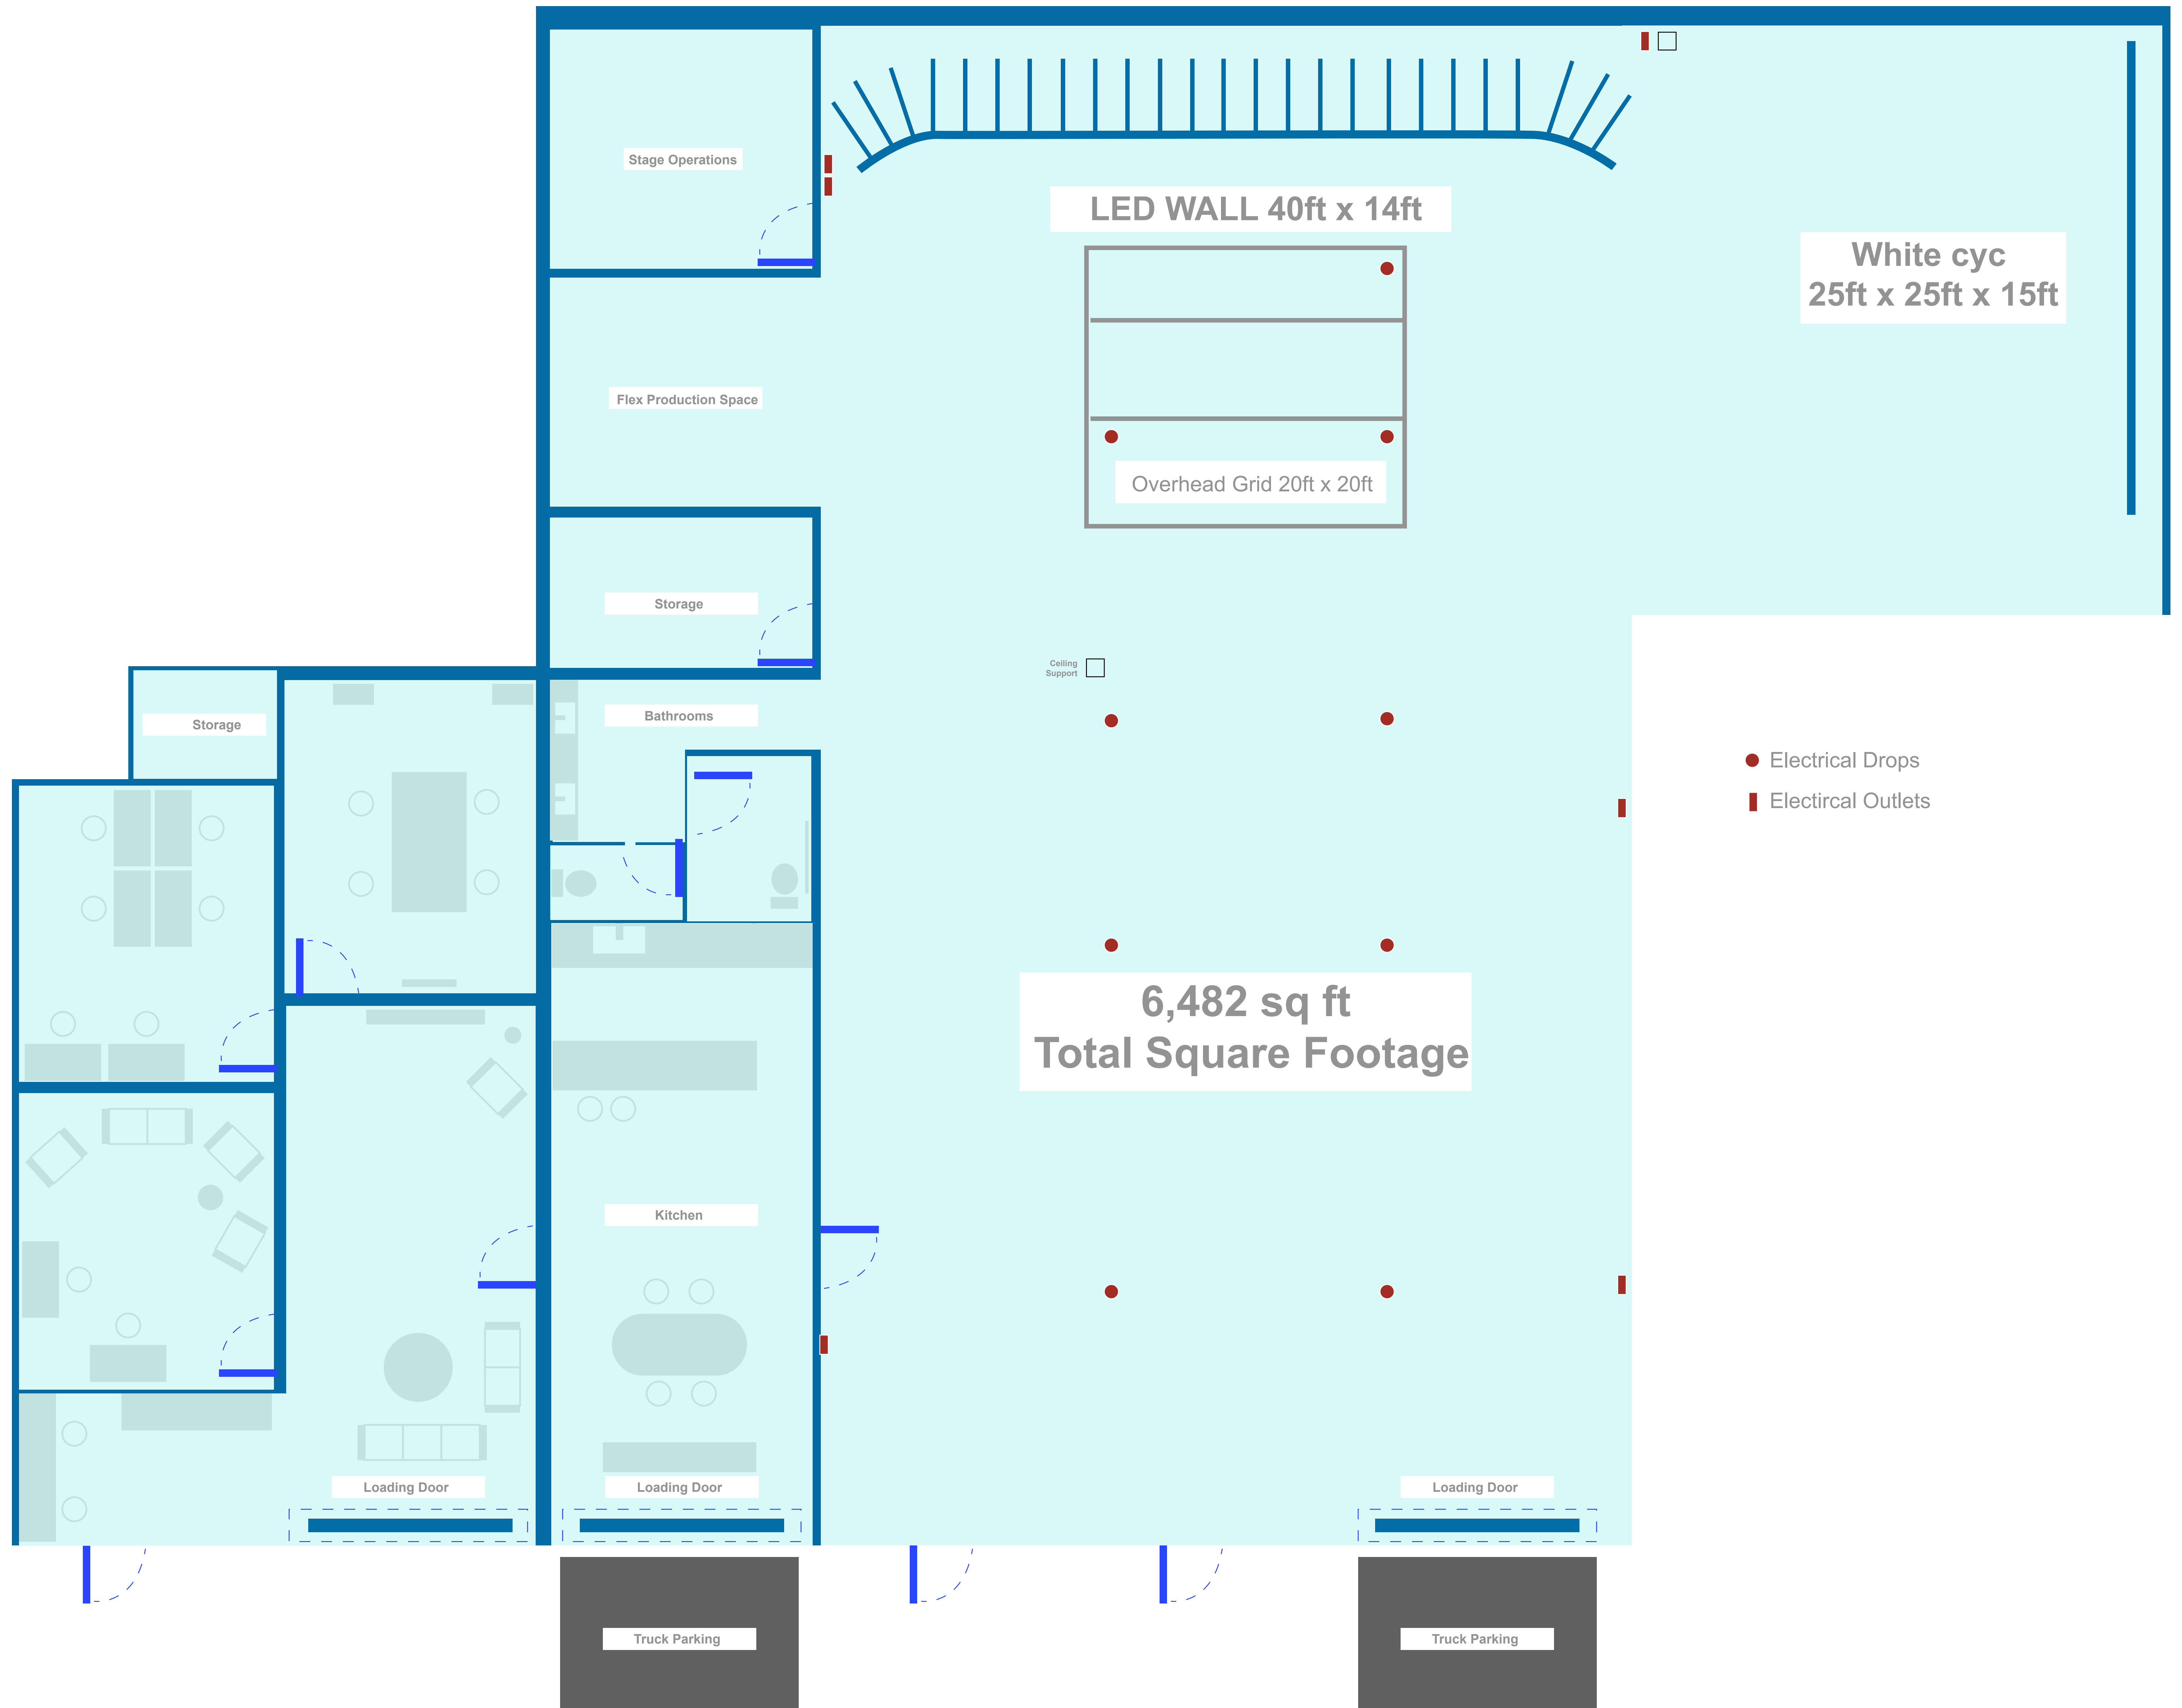 Stage Operations
LED WALL 40ft x 14ft
White cyc
25ft x 25ft x 15ft
Flex Production Space
Overhead Grid 20ft x 20ft
Storage
Ceiling
Support
Bathrooms
Storage
Electrical Drops
Electircal Outlets
6,482 sq ft
Total Square Footage
Kitchen
Loading Door
Loading Door
Loading Door
Truck Parking
Truck Parking